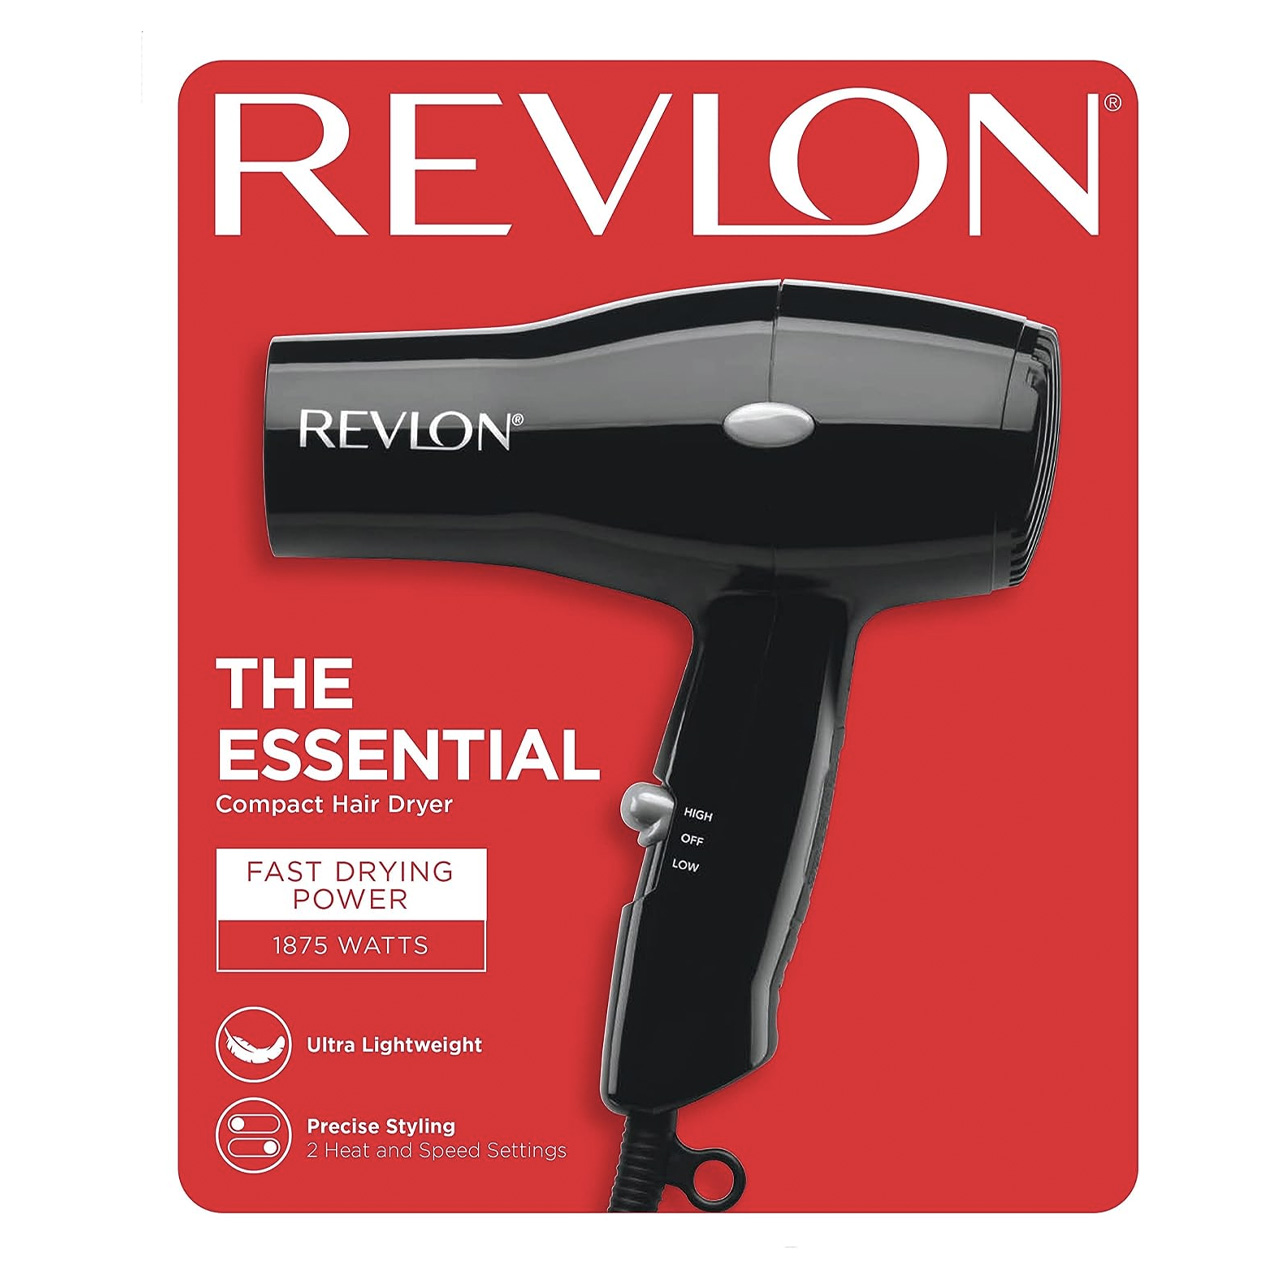 REVLON®
REVLON®
THE
ESSENTIAL
Compact Hair Dryer
HIGH
OFF
LOW
FAST DRYING
POWER
1875 WATTS
Ultra Lightweight
Precise Styling
2 Heat and Speed Settings